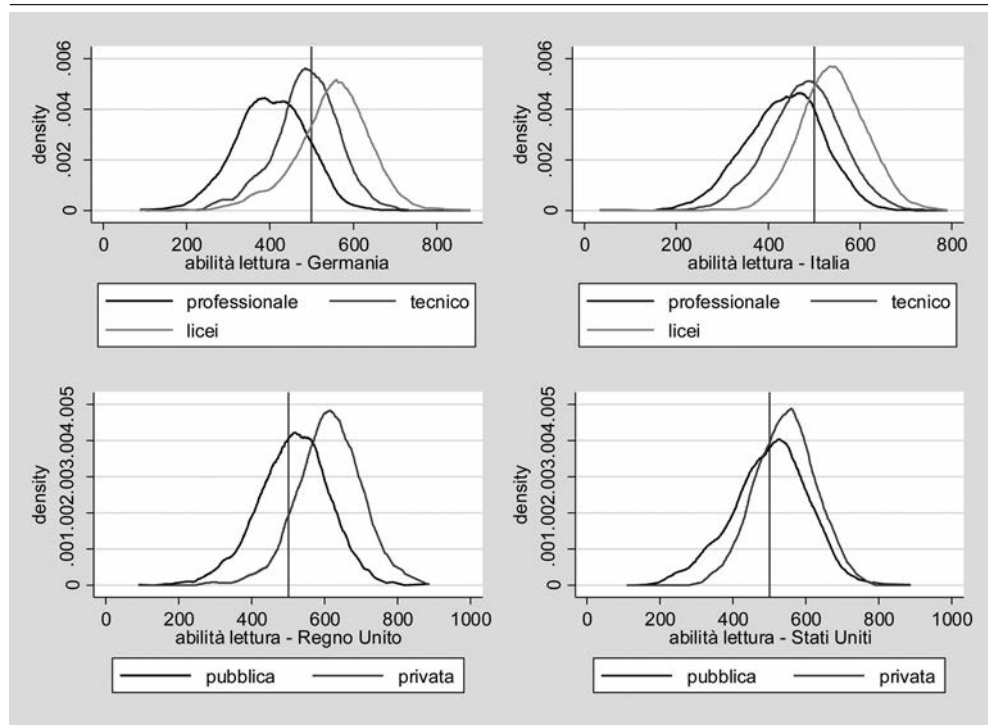 density
0 .002 .004 .006
0 200 400 600 800
abilità lettura - Germania
professionale tecnico
licei
density
0 .002 .004 .006
0 200 400 600 800
abilità lettura - Italia
professionale tecnico
licei
density
0 .001.002.003.004.005
0 200 400 600 800 1000
abilità lettura - Regno Unito
pubblica privata
density
0 .001.002.003.004.005
0 200 400 600 800 1000
abilità lettura - Stati Uniti
pubblica privata